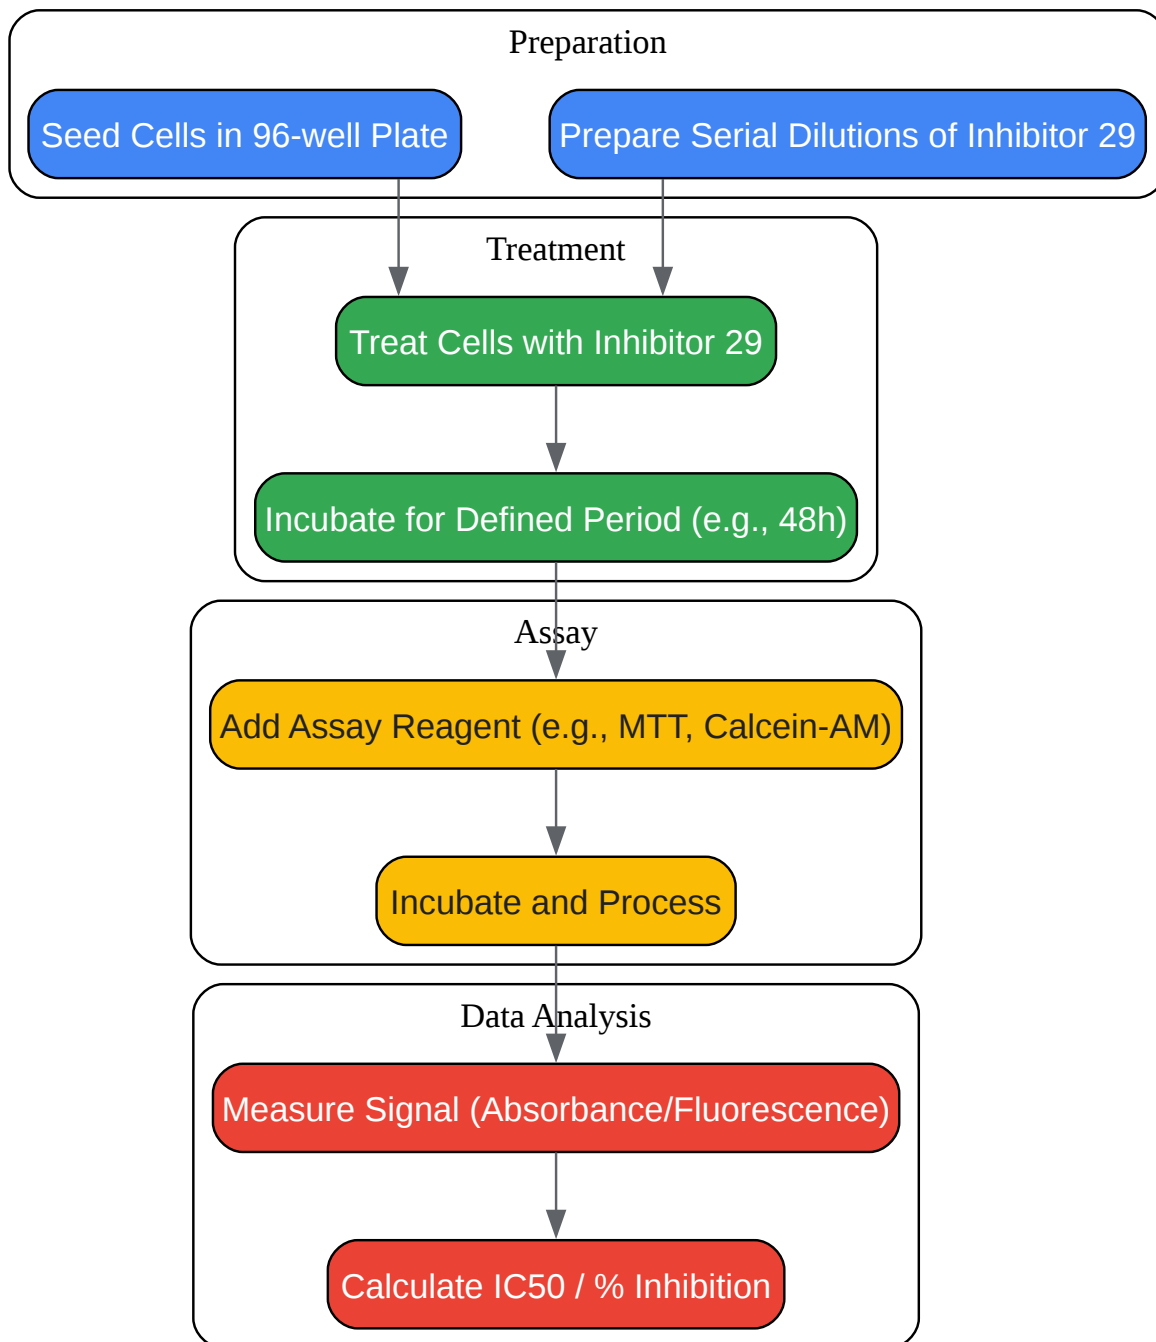 Preparation
Seed Cells in 96-well Plate
Prepare Serial Dilutions of Inhibitor 29
Treatment
Treat Cells with Inhibitor 29
Incubate for Defined Period (e.g., 48h)
Assay
Add Assay Reagent (e.g., MTT, Calcein-AM)
Incubate and Process
Data Analysis
Measure Signal (Absorbance/Fluorescence)
Calculate IC50 / % Inhibition